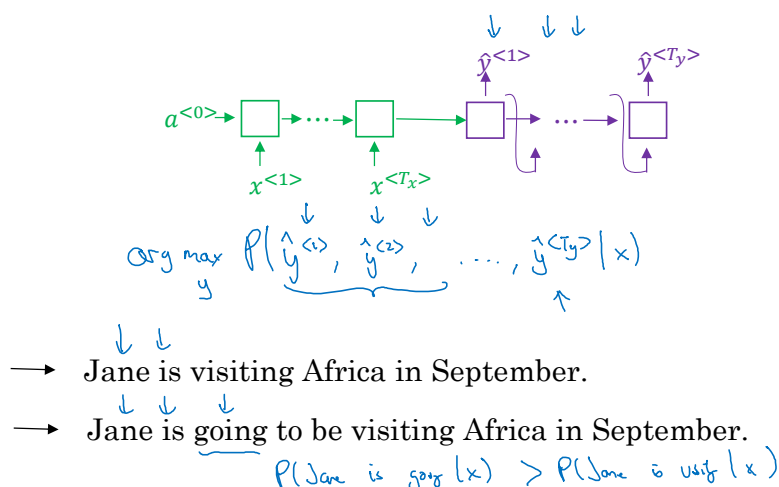 ŷ<1> ŷ<Ty>
a<0> ... ...
x<1> x<Tx>
arg max P(ŷ<1>, ŷ<2>, ...., ŷ<Ty> | x)
y
Jane is visiting Africa in September.
Jane is going to be visiting Africa in September.
P(Jane is going | x) > P(Jane is | x)